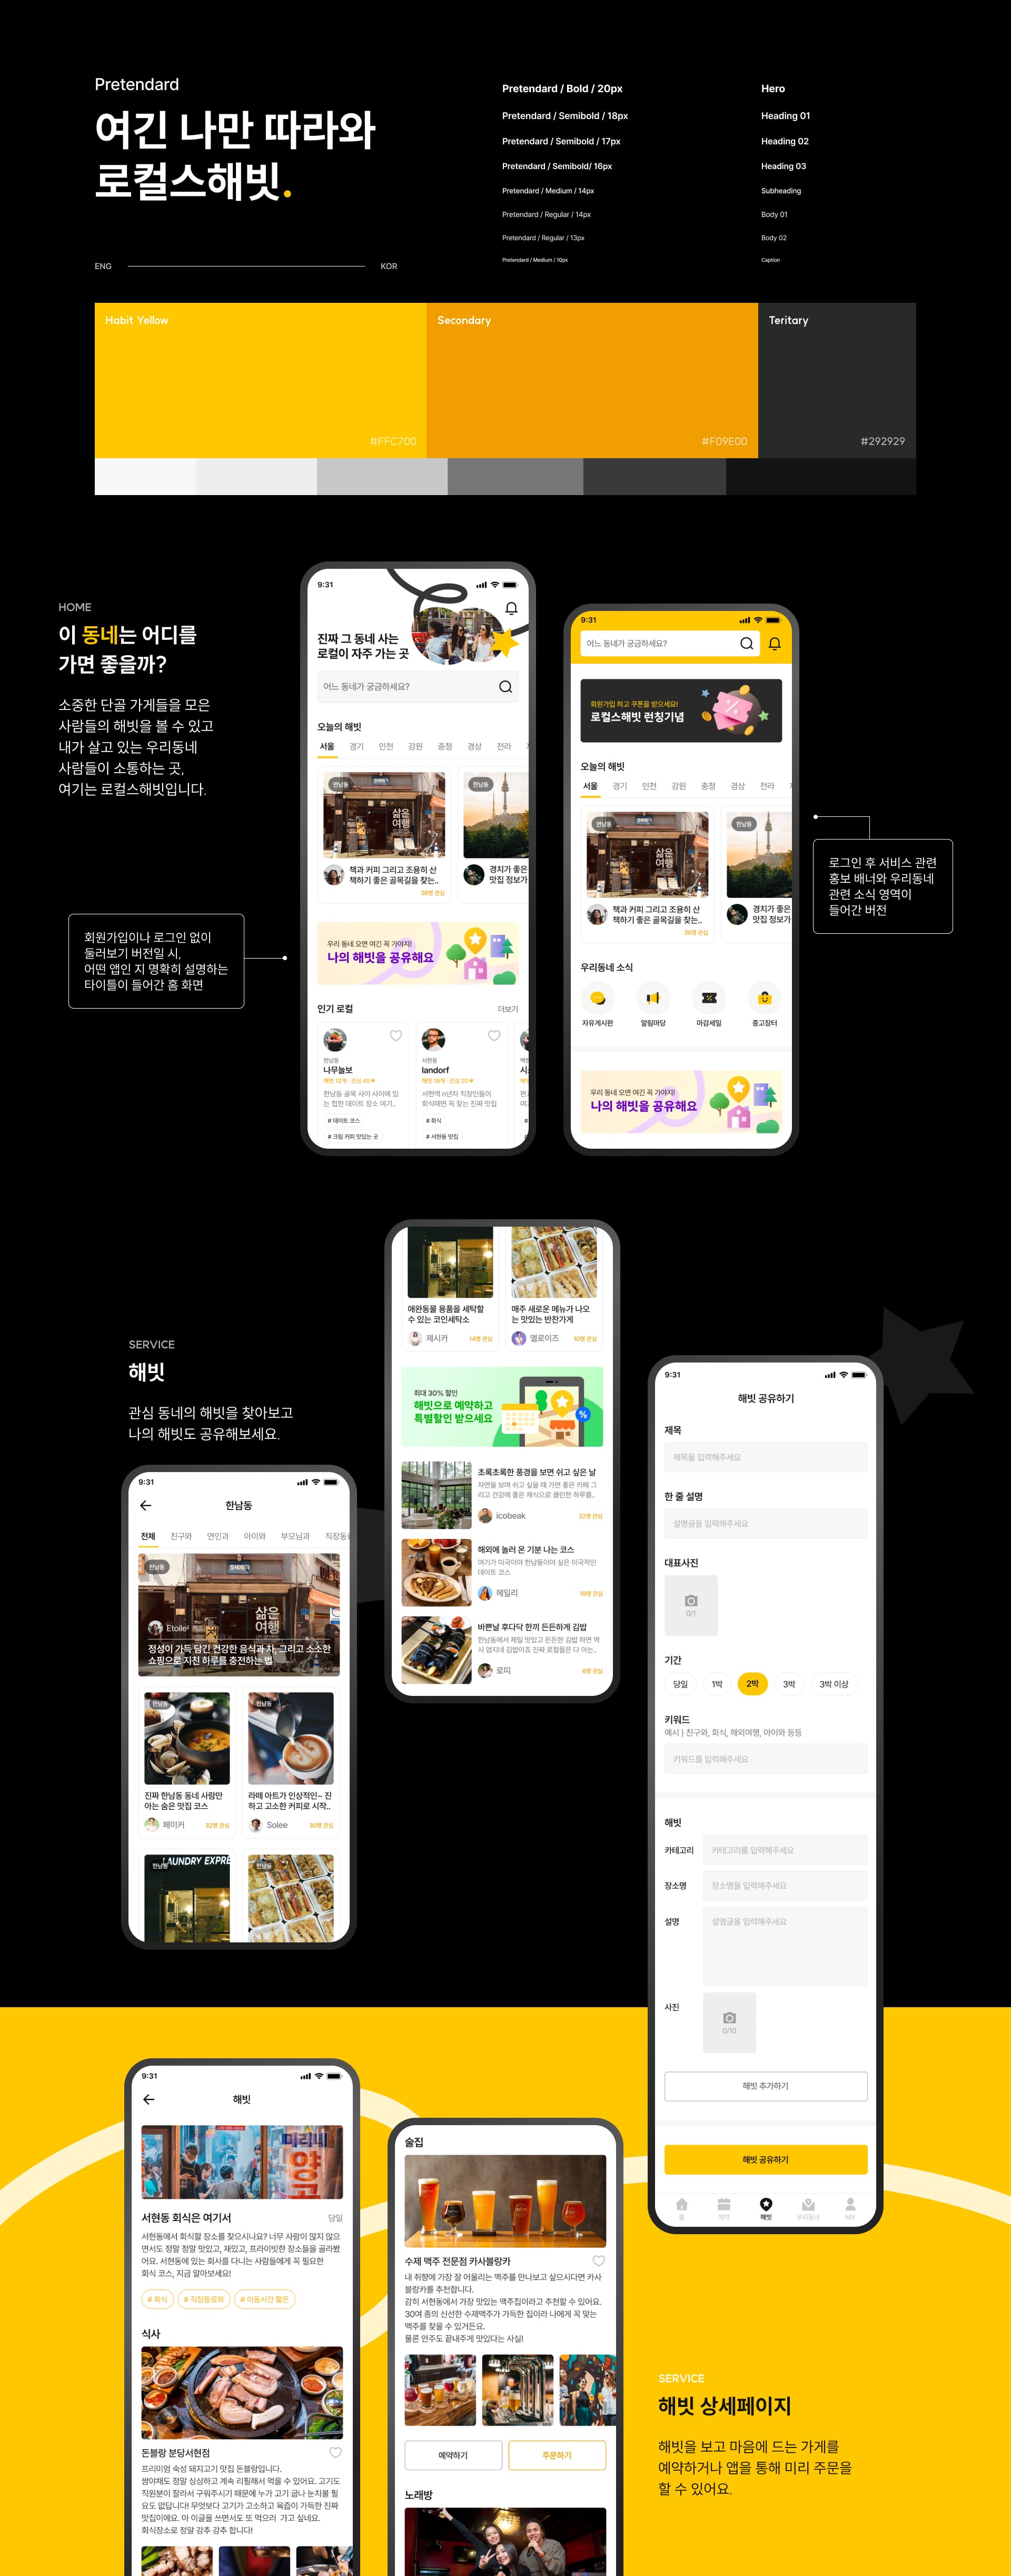 Pretendard
여긴 나만 따라와
로컬스해빗.
ENG
KOR
Pretendard / Bold / 20px
Pretendard / Semibold / 18px
Pretendard / Semibold / 17px
Pretendard / Semibold/ 16px
Pretendard / Medium / 14px
Pretendard / Regular / 14px
Pretendard / Regular / 13px
Pretendard / Medium / 10px
Hero
Heading 01
Heading 02
Heading 03
Subheading
Body 01
Body 02
Caption
Habit Yellow
#FFC700
Secondary
#F09E00
Teritary
#292929
HOME
이 동네는 어디를
가면 좋을까?
소중한 단골 가게들을 모은
사람들의 해빗을 볼 수 있고
내가 살고 있는 우리동네
사람들이 소통하는 곳,
여기는 로컬스해빗입니다.
회원가입이나 로그인 없이
둘러보기 버전일 시,
어떤 앱인 지 명확히 설명하는
타이틀이 들어간 홈 화면
9:31
진짜 그 동네 사는
로컬이 자주 가는 곳
어느 동네가 궁금하세요?
오늘의 해빗
서울 경기 인천 강원 충청 경상 전라
한남동
삶은
여행
책과 커피 그리고 조용히 산
책하기 좋은 골목길을 찾는..
36명 관심
한남동
경치가 좋은
맛집 정보가
우리 동네 오면 여긴 꼭 가야지!
나의 해빗을 공유해요
인기 로컬
더보기
한남동
나무늘보
해빗 12개 · 관심 45
한남동 골목 사이 사이에 있
는 힙한 데이트 장소 여기..
# 데이트 코스
# 크림 커피 맛있는 곳
서현동
landorf
해빗 15개 · 관심 20
서현역 n년차 직장인들이
회식때면 꼭 찾는 진짜 맛집
# 회식
# 서현동 맛집
9:31
어느 동네가 궁금하세요?
회원가입 하고 쿠폰을 받으세요!
로컬스해빗 런칭기념
오늘의 해빗
서울 경기 인천 강원 충청 경상 전라
연남동
삶은
여행
책과 커피 그리고 조용히 산
책하기 좋은 골목길을 찾는..
36명 관심
한남동
경치가 좋은
맛집 정보가
우리동네 소식
자유게시판 알림마당 마감세일 중고장터
우리 동네 오면 여긴 꼭 가야지!
나의 해빗을 공유해요
로그인 후 서비스 관련
홍보 배너와 우리동네
관련 소식 영역이
들어간 버전
SERVICE
해빗
관심 동네의 해빗을 찾아보고
나의 해빗도 공유해보세요.
9:31
한남동
전체 친구와 연인과 아이와 부모님과 직장동료
한남동
삶은
여행
Etoile
정성이 가득 담긴 건강한 음식과 차, 그리고 소소한
쇼핑으로 지친 하루를 충전하는 법
한남동
진짜 한남동 동네 사람만
아는 숨은 맛집 코스
페이커
32명 관심
한남동
라떼 아트가 인상적인~ 진
하고 고소한 커피로 시작..
Solee
30명 관심
한남동
LAUNDRY EXPRE
한남동
애완동물 용품을 세탁할
수 있는 코인세탁소
제시카
14명 관심
매주 새로운 메뉴가 나오
는 맛있는 반찬가게
엘로이즈
10명 관심
최대 30% 할인
해빗으로 예약하고
특별할인 받으세요
%
초록초록한 풍경을 보면 쉬고 싶은 날
자연을 보며 쉬고 싶을 때 가면 좋은 카페 그
리고 건강에 좋은 채식으로 클린한 하루를..
icobeak
32명 관심
해외에 놀러 온 기분 나는 코스
여기가 미국이야 한남동이야 싶은 이국적인
데이트 코스
헤일리
19명 관심
바쁜날 후다닥 한끼 든든하게 김밥
한남동에서 제일 맛있고 든든한 김밥 하면 역
시 엄지네 김밥이죠 진짜 로컬들은 다 아는..
로띠
6명 관심
9:31
해빗 공유하기
제목
제목을 입력해주세요
한 줄 설명
설명글을 입력해주세요
대표사진
0/1
기간
당일 1박 2박 3박 3박 이상
키워드
예시 ) 친구와, 회식, 해외여행, 아이와 등등
키워드를 입력해주세요
해빗
카테고리
카테고리를 입력해주세요
장소명
장소명을 입력해주세요
설명
설명글을 입력해주세요
사진
0/10
해빗 추가하기
해빗 공유하기
홈 예약 해빗 우리동네 MY
9:31
해빗
서현동 회식은 여기서
당일
서현동에서 회식할 장소를 찾으시나요? 너무 사람이 많지 않으
면서도 정말 정말 맛있고, 재밌고, 프라이빗한 장소들을 골라봤
어요. 서현동에 있는 회사를 다니는 사람들에게 꼭 필요한
회식 코스, 지금 알아보세요!
# 회식 # 직장동료와 # 이동시간 짧은
식사
돈블랑 분당서현점
프리미엄 숙성 돼지고기 맛집 돈블랑입니다.
쌈야채도 정말 싱싱하고 계속 리필해서 먹을 수 있어요. 고기도
직원분이 잘라서 구워주시기 때문에 누가 고기 굽나 눈치볼 필
요도 없답니다! 무엇보다 고기가 고소하고 육즙이 가득한 진짜
맛집이에요. 아 이글을 쓰면서도 또 먹으러 가고 싶네요.
회식장소로 정말 강추 강추 합니다!
술집
수제 맥주 전문점 카사블랑카
내 취향에 가장 잘 어울리는 맥주를 만나보고 싶으시다면 카사
블랑카를 추천합니다.
감히 서현동에서 가장 맛있는 맥주집이라고 추천할 수 있어요.
30여 종의 신선한 수제맥주가 가득한 집이라 나에게 꼭 맞는
맥주를 찾을 수 있거든요.
물론 안주도 끝내주게 맛있다는 사실!
예약하기
주문하기
노래방
SERVICE
해빗 상세페이지
해빗을 보고 마음에 드는 가게를
예약하거나 앱을 통해 미리 주문을
할 수 있어요.